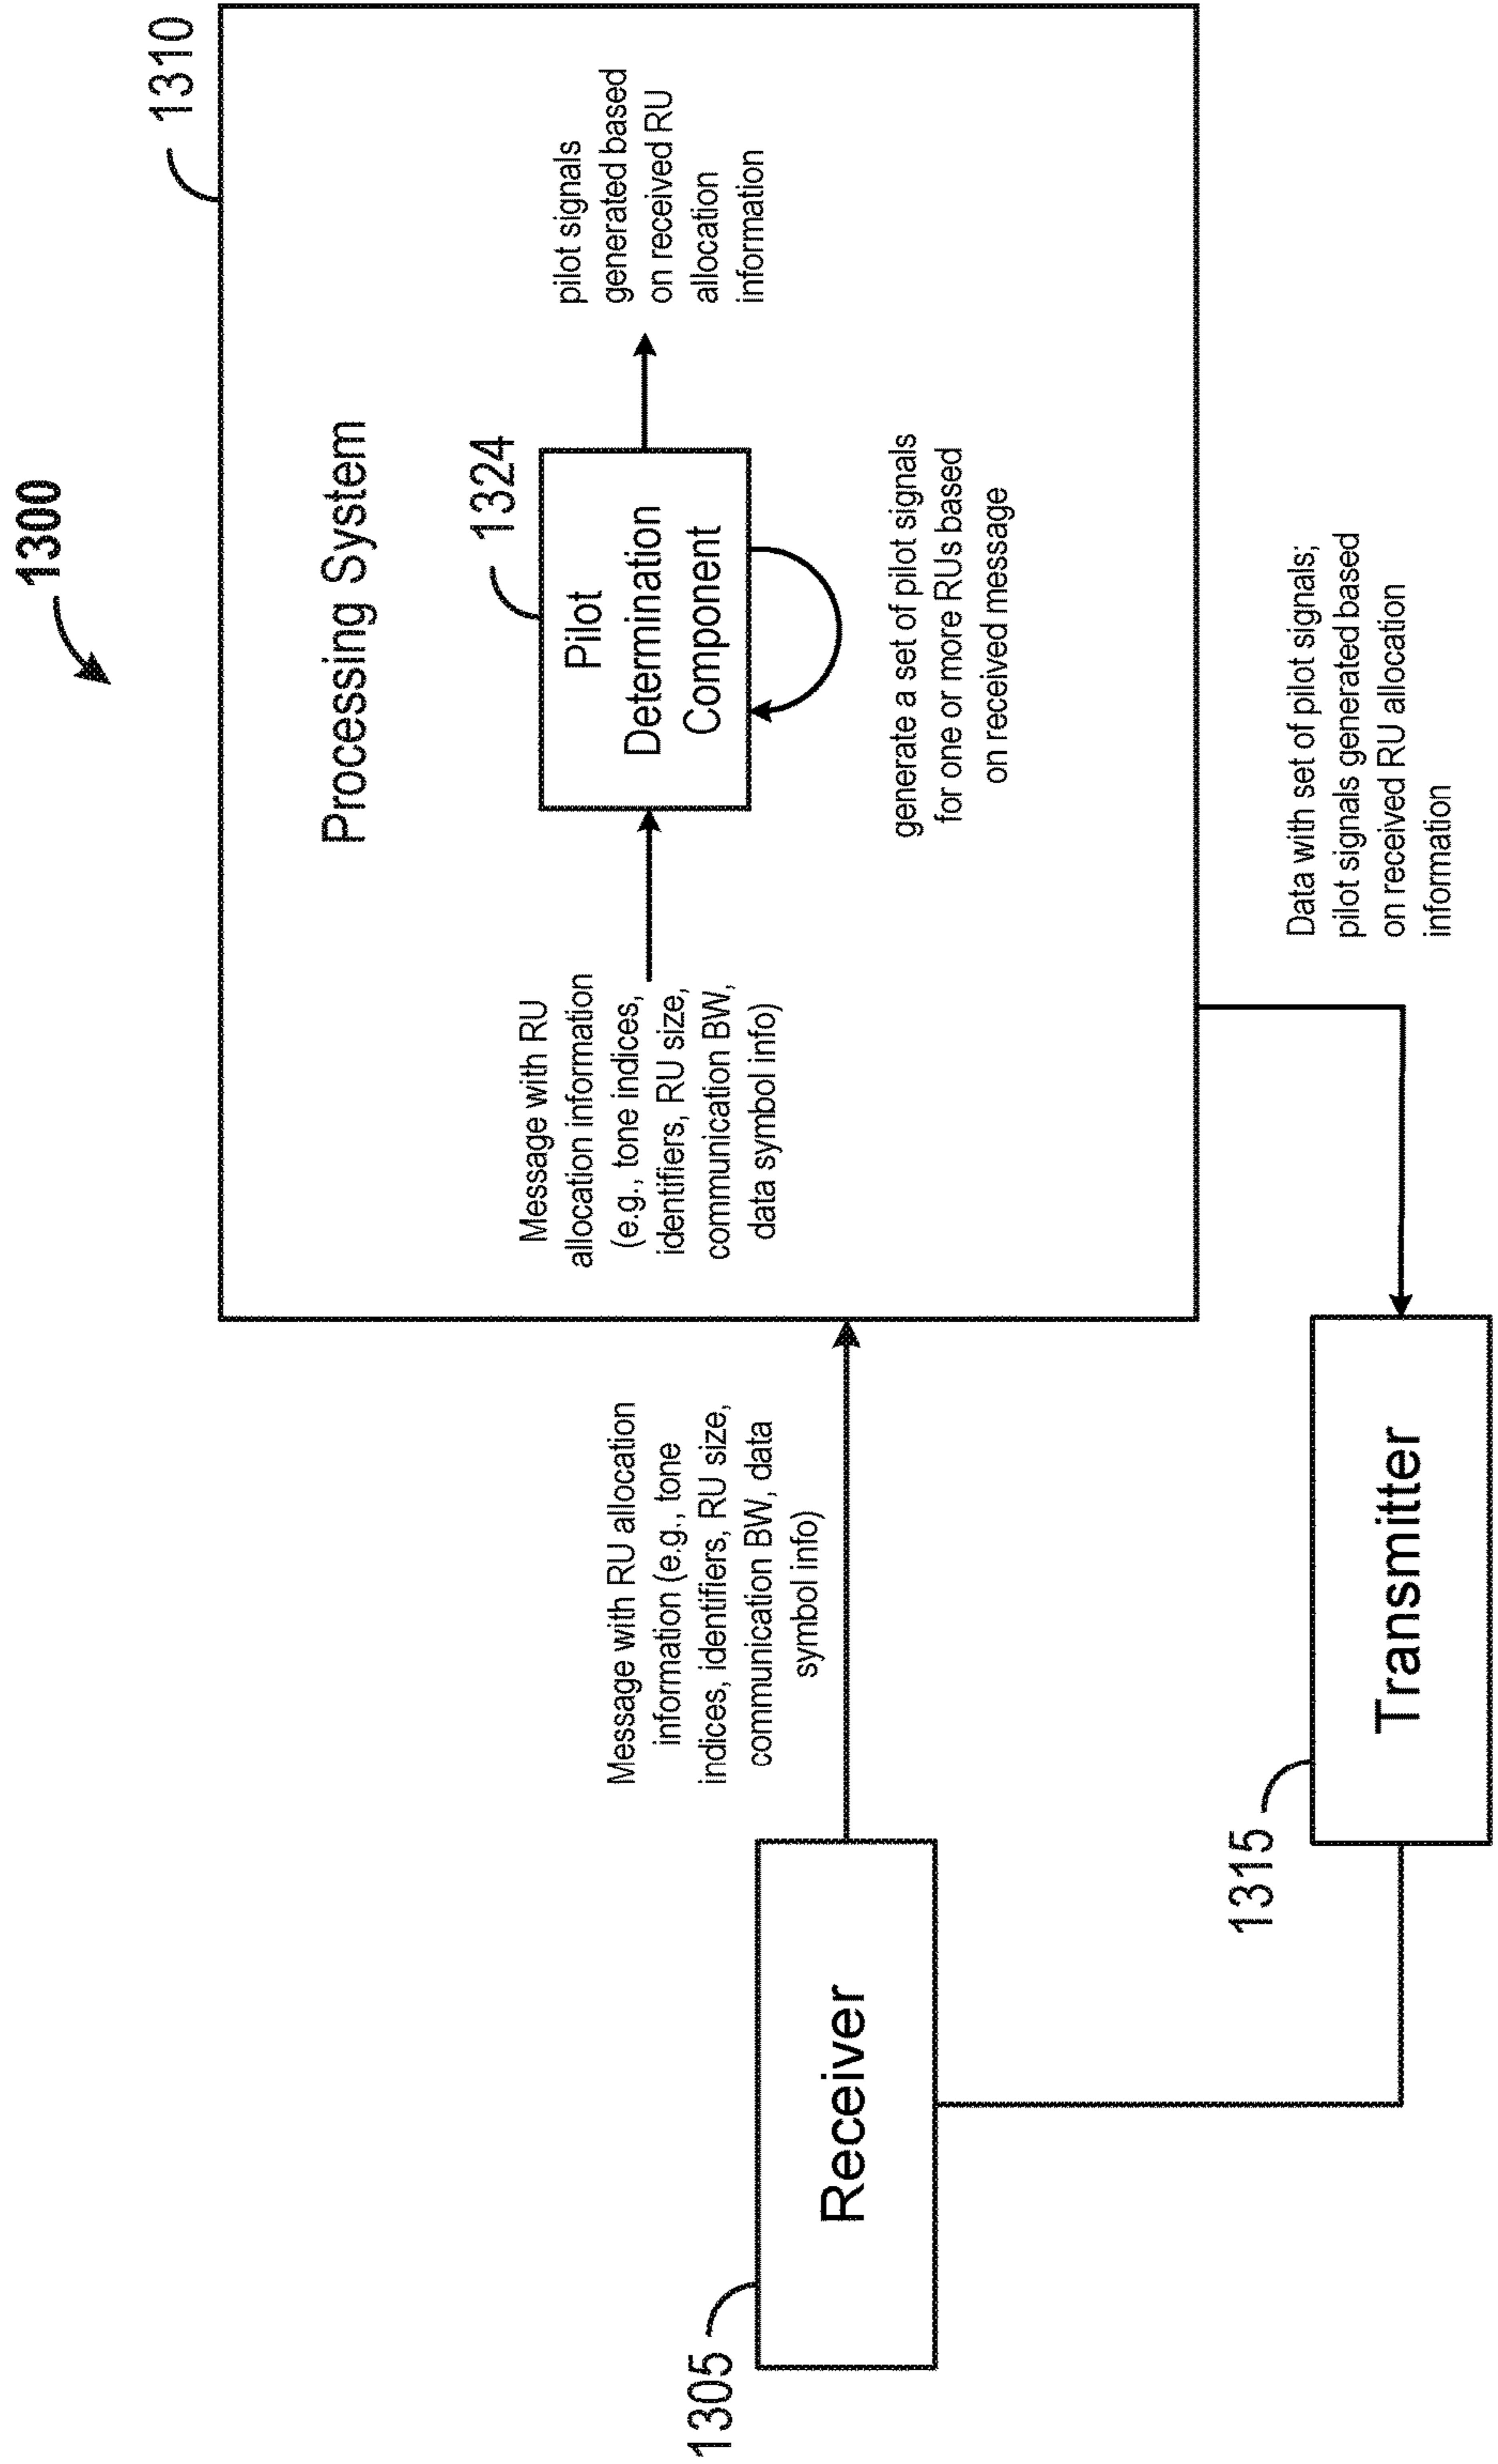 1300
1310
Processing System
1324
Pilot
Determination
Component
Message with RU
allocation information
(e.g., tone indices,
identifiers, RU size,
communication BW,
data symbol info)
pilot signals
generated based
on received RU
allocation
information
generate a set of pilot signals
for one or more RUs based
on received message
Message with RU allocation
information (e.g., tone
indices, identifiers, RU size,
communication BW, data
symbol info)
1305
Receiver
Data with set of pilot signals;
pilot signals generated based
on received RU allocation
information
1315
Transmitter